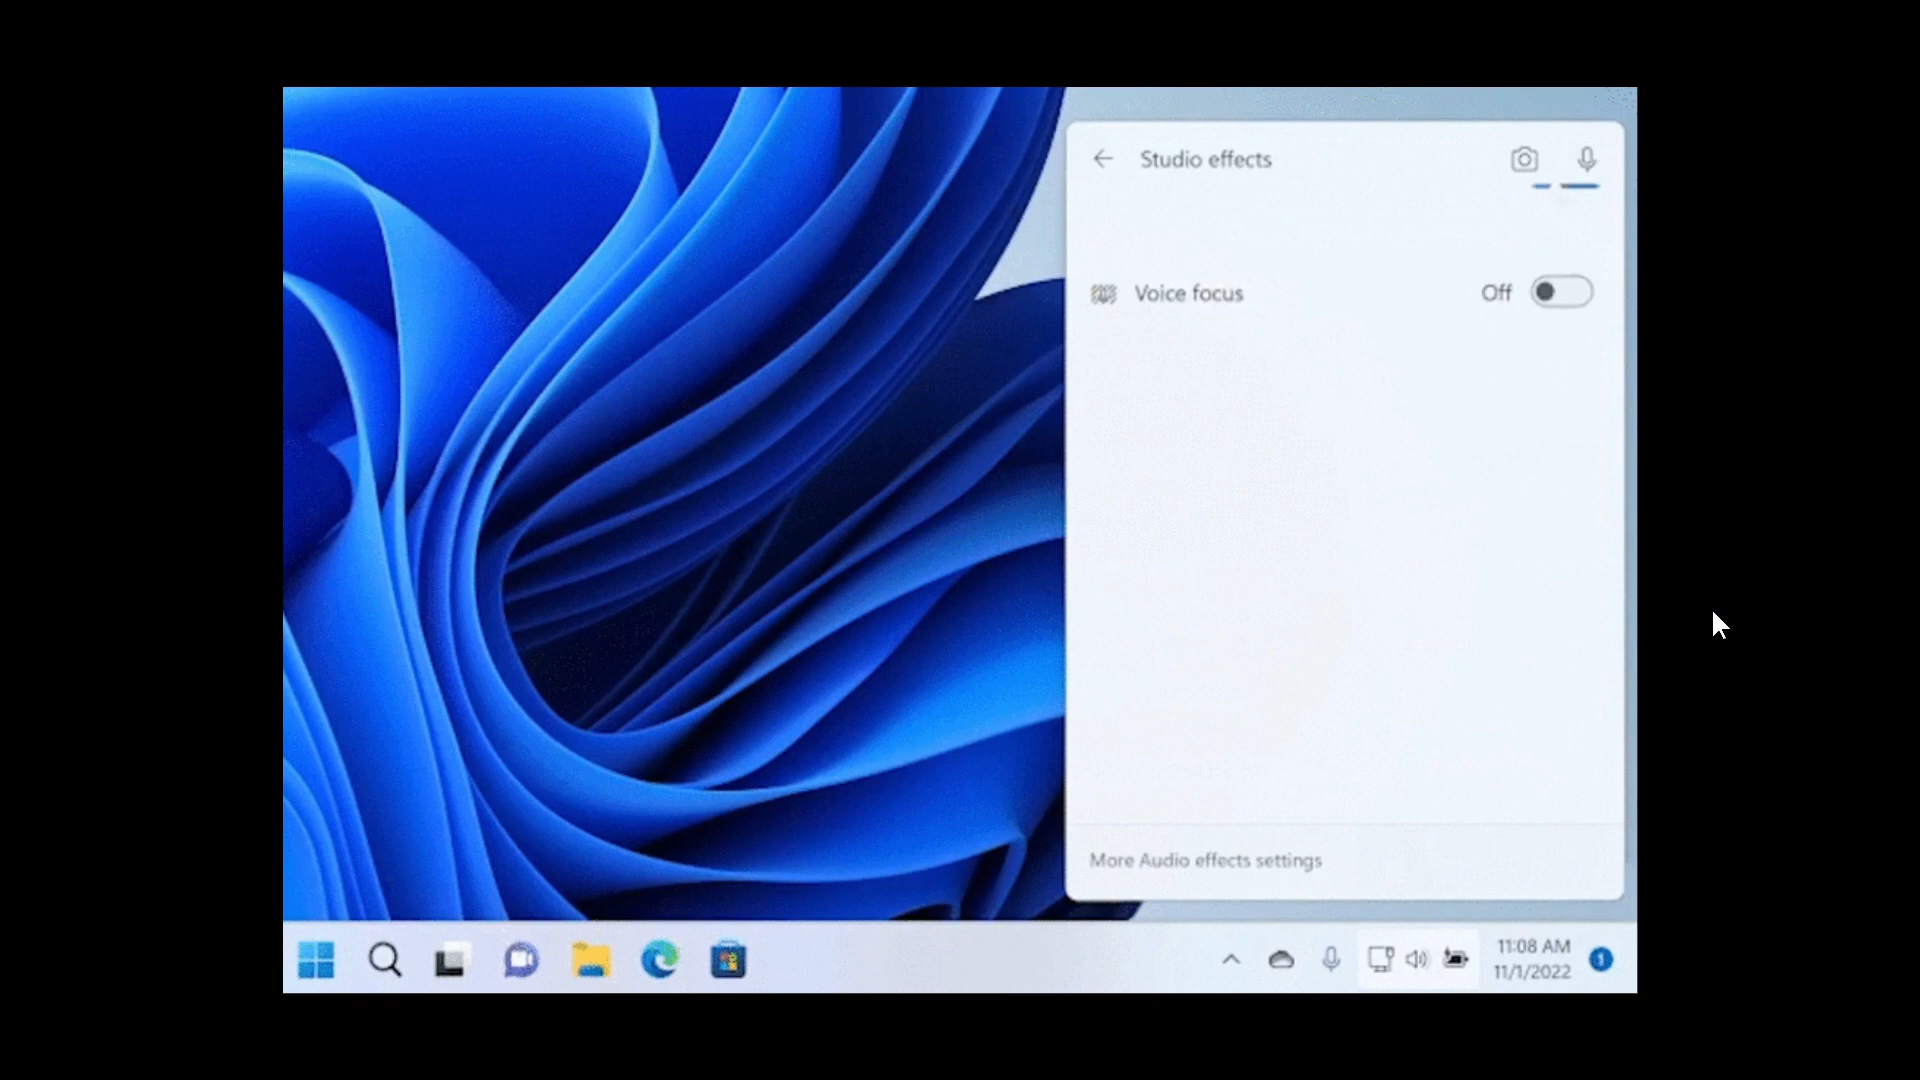 Studio effects
Voice focus Off
More Audio effects settings
11:08 AM
11/1/2022
1